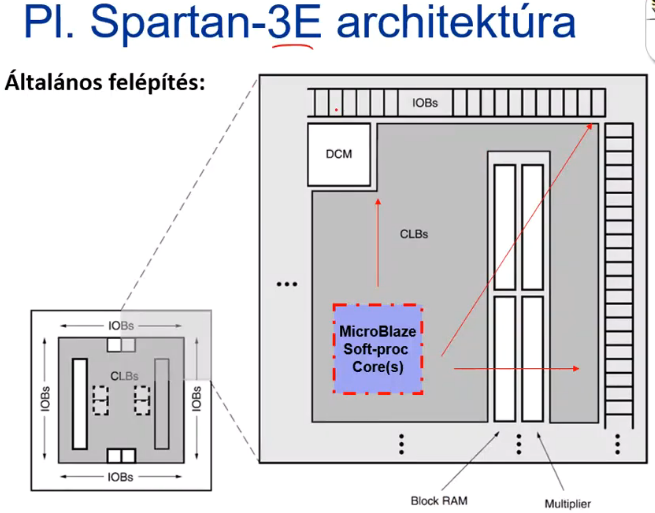 Pl. Spartan-3E architektúra
Általános felépítés:
IOBs
DCM
CLBs
MicroBlaze
Soft-proc
Core(s)
Block RAM
Multiplier
IOBs
IOBs
CLBs
IOBs
IOBs